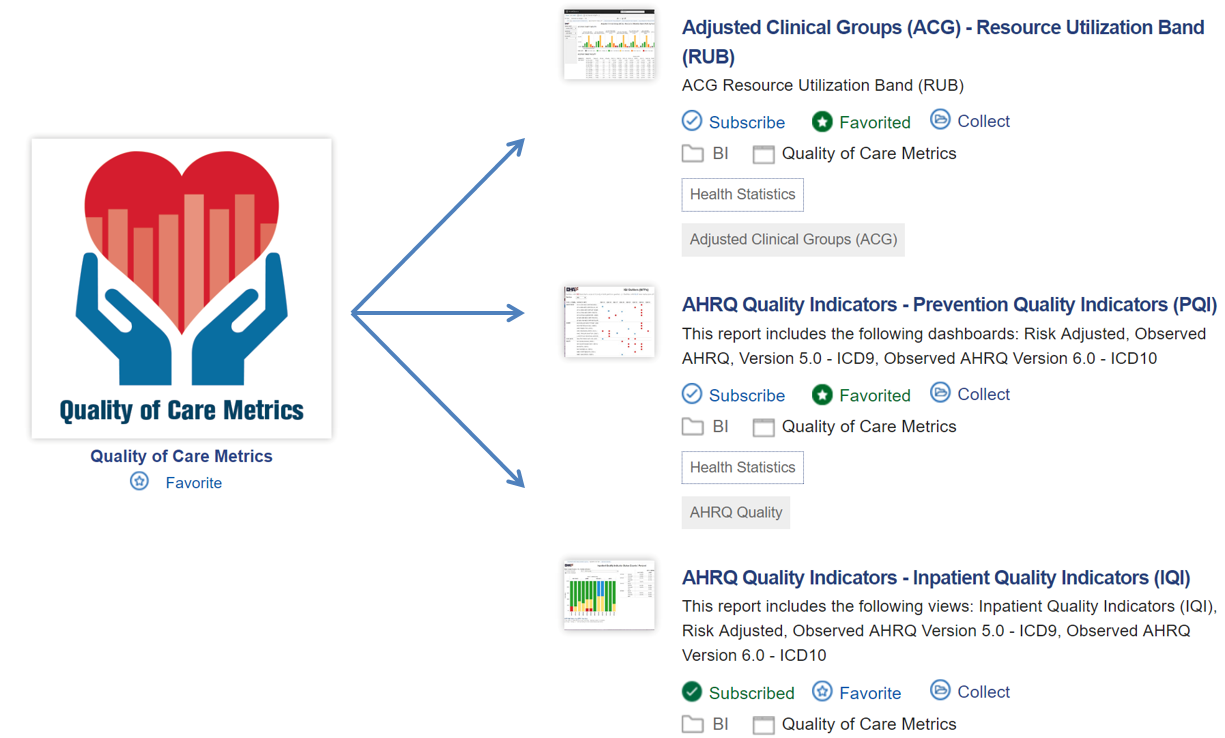 Quality of Care Metrics
Quality of Care Metrics
Favorite
Adjusted Clinical Groups (ACG) - Resource Utilization Band
(RUB)
ACG Resource Utilization Band (RUB)
Subscribe Favorited Collect
BI Quality of Care Metrics
Health Statistics
Adjusted Clinical Groups (ACG)
AHRQ Quality Indicators - Prevention Quality Indicators (PQI)
This report includes the following dashboards: Risk Adjusted, Observed
AHRQ, Version 5.0 - ICD9, Observed AHRQ Version 6.0 - ICD10
Subscribe Favorited Collect
BI Quality of Care Metrics
Health Statistics
AHRQ Quality
AHRQ Quality Indicators - Inpatient Quality Indicators (IQI)
This report includes the following views: Inpatient Quality Indicators (IQI),
Risk Adjusted, Observed AHRQ Version 5.0 - ICD9, Observed AHRQ
Version 6.0 - ICD10
Subscribed Favorite Collect
BI Quality of Care Metrics